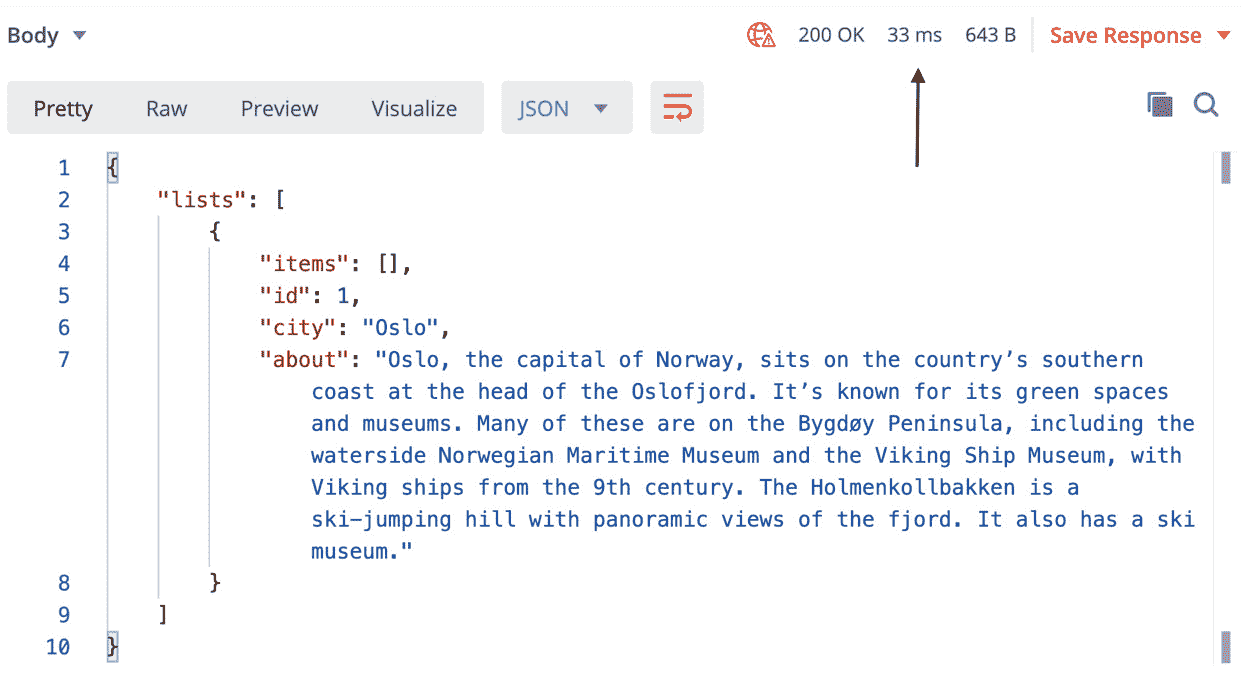 Body 200 OK 33 ms 643 B Save Response
Pretty Raw Preview Visualize JSON
1 {
2 "lists": [
3 {
4 "items": [],
5 "id": 1,
6 "city": "Oslo",
7 "about": "Oslo, the capital of Norway, sits on the country’s southern
coast at the head of the Oslofjord. It’s known for its green spaces
and museums. Many of these are on the Bygdøy Peninsula, including the
waterside Norwegian Maritime Museum and the Viking Ship Museum, with
Viking ships from the 9th century. The Holmenkollbakken is a
ski-jumping hill with panoramic views of the fjord. It also has a ski
museum."
8 }
9 ]
10 }